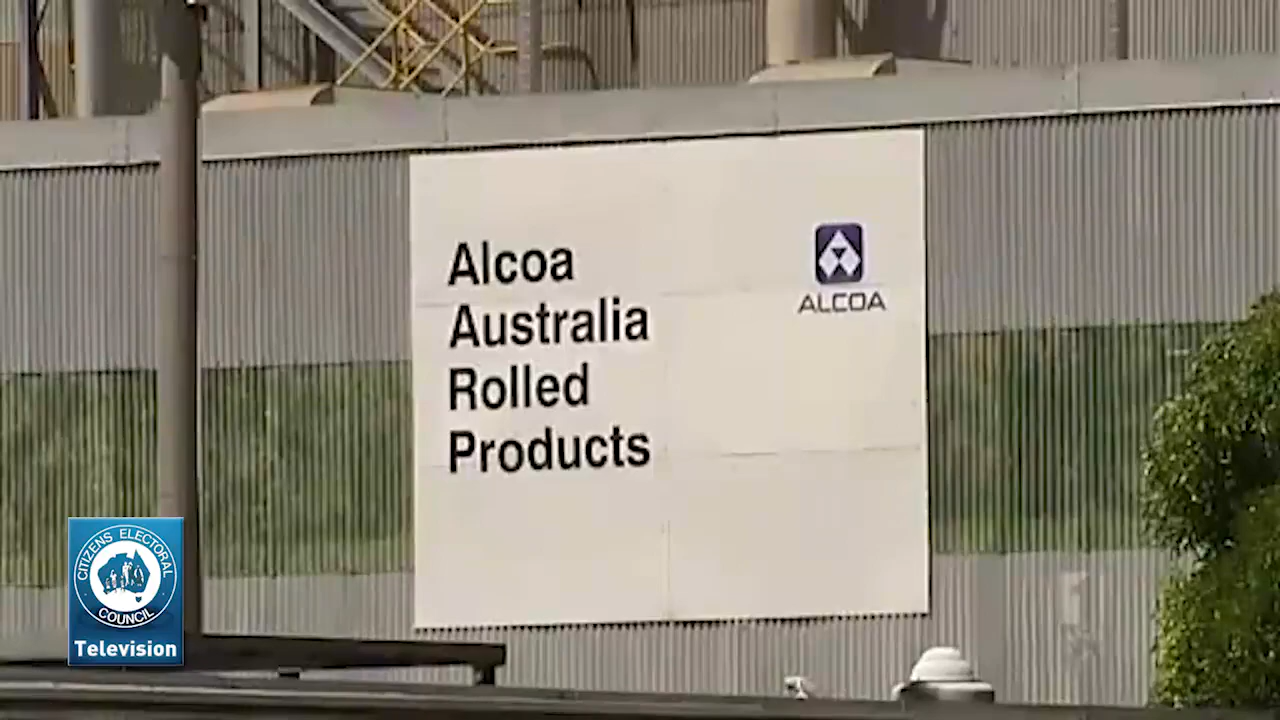 Alcoa
Australia
Rolled
Products
ALCOA
CITIZENS ELECTORAL
COUNCIL
Television